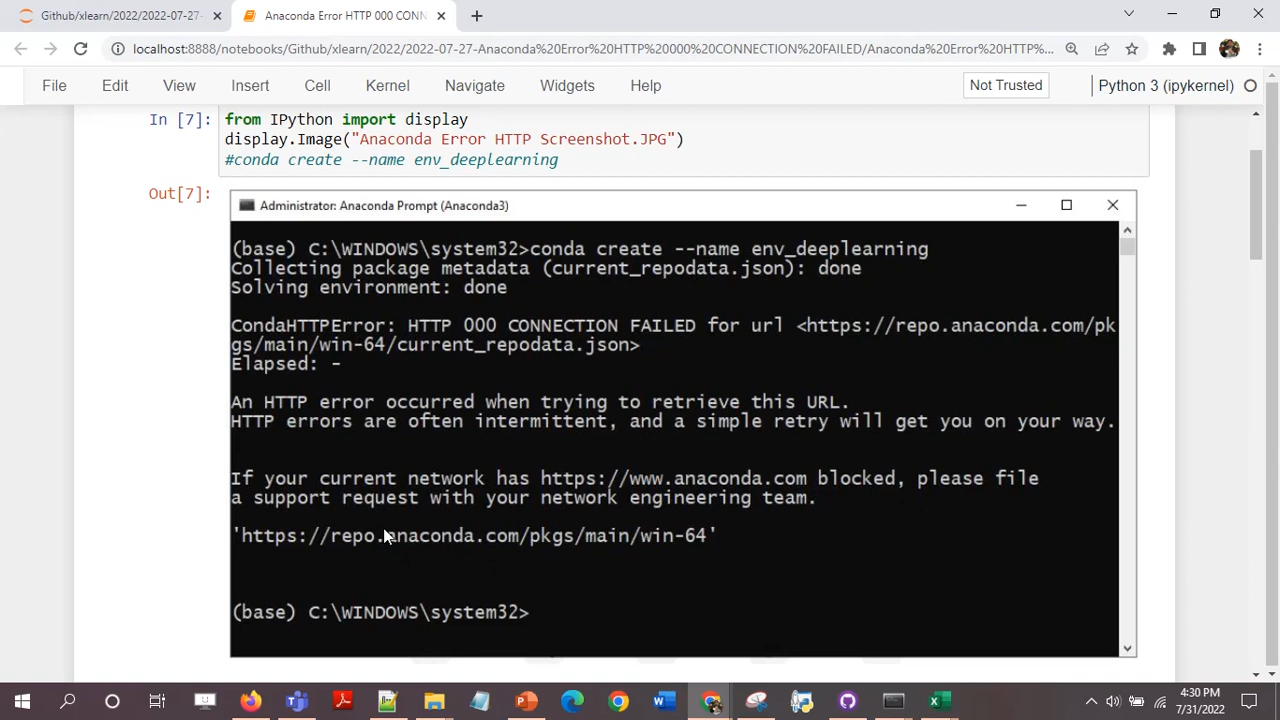 Github/xlearn/2022/2022-07-27-
Anaconda Error HTTP 000 CONN
localhost:8888/notebooks/Github/xlearn/2022/2022-07-27-Anaconda%20Error%20HTTP%20000%20CONNECTION%20FAILED/Anaconda%20Error%20HTTP%...
File Edit View Insert Cell Kernel Navigate Widgets Help Not Trusted Python 3 (ipykernel)
In [7]: from IPython import display
display.Image("Anaconda Error HTTP Screenshot.JPG")
#conda create --name env_deeplearning
Out[7]:
Administrator: Anaconda Prompt (Anaconda3)
(base) C:\WINDOWS\system32>conda create --name env_deeplearning
Collecting package metadata (current_repodata.json): done
Solving environment: done
CondaHTTPError: HTTP 000 CONNECTION FAILED for url <https://repo.anaconda.com/pk
gs/main/win-64/current_repodata.json>
Elapsed: -
An HTTP error occurred when trying to retrieve this URL.
HTTP errors are often intermittent, and a simple retry will get you on your way.
If your current network has https://www.anaconda.com blocked, please file
a support request with your network engineering team.
'https://repo.anaconda.com/pkgs/main/win-64'
(base) C:\WINDOWS\system32>
4:30 PM
7/31/2022